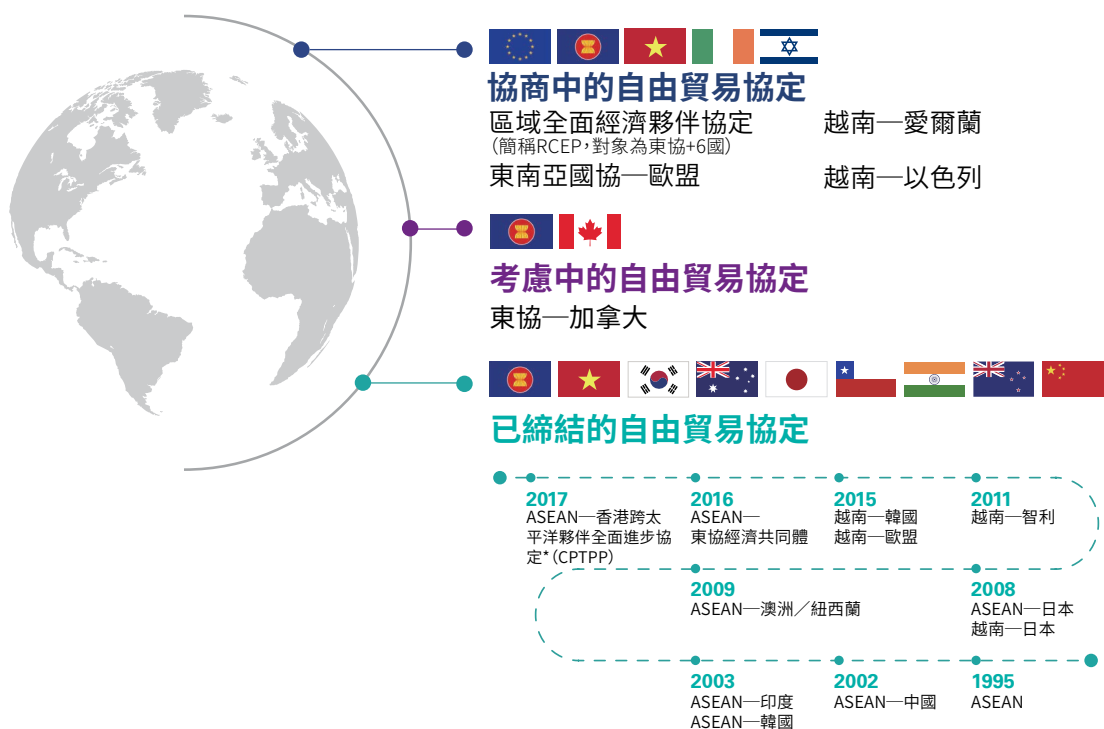 協商中的自由貿易協定
區域全面經濟夥伴協定
（簡稱RCEP，對象為東協+6國）
東南亞國協—歐盟
越南—愛爾蘭
越南—以色列
考慮中的自由貿易協定
東協—加拿大
已締結的自由貿易協定
2017
ASEAN—香港跨太
平洋夥伴全面進步協
定*（CPTPP）
2016
ASEAN—
東協經濟共同體
2015
越南—韓國
越南—歐盟
2011
越南—智利
2009
ASEAN—澳洲／紐西蘭
2008
ASEAN—日本
越南—日本
2003
ASEAN—印度
ASEAN—韓國
2002
ASEAN—中國
1995
ASEAN